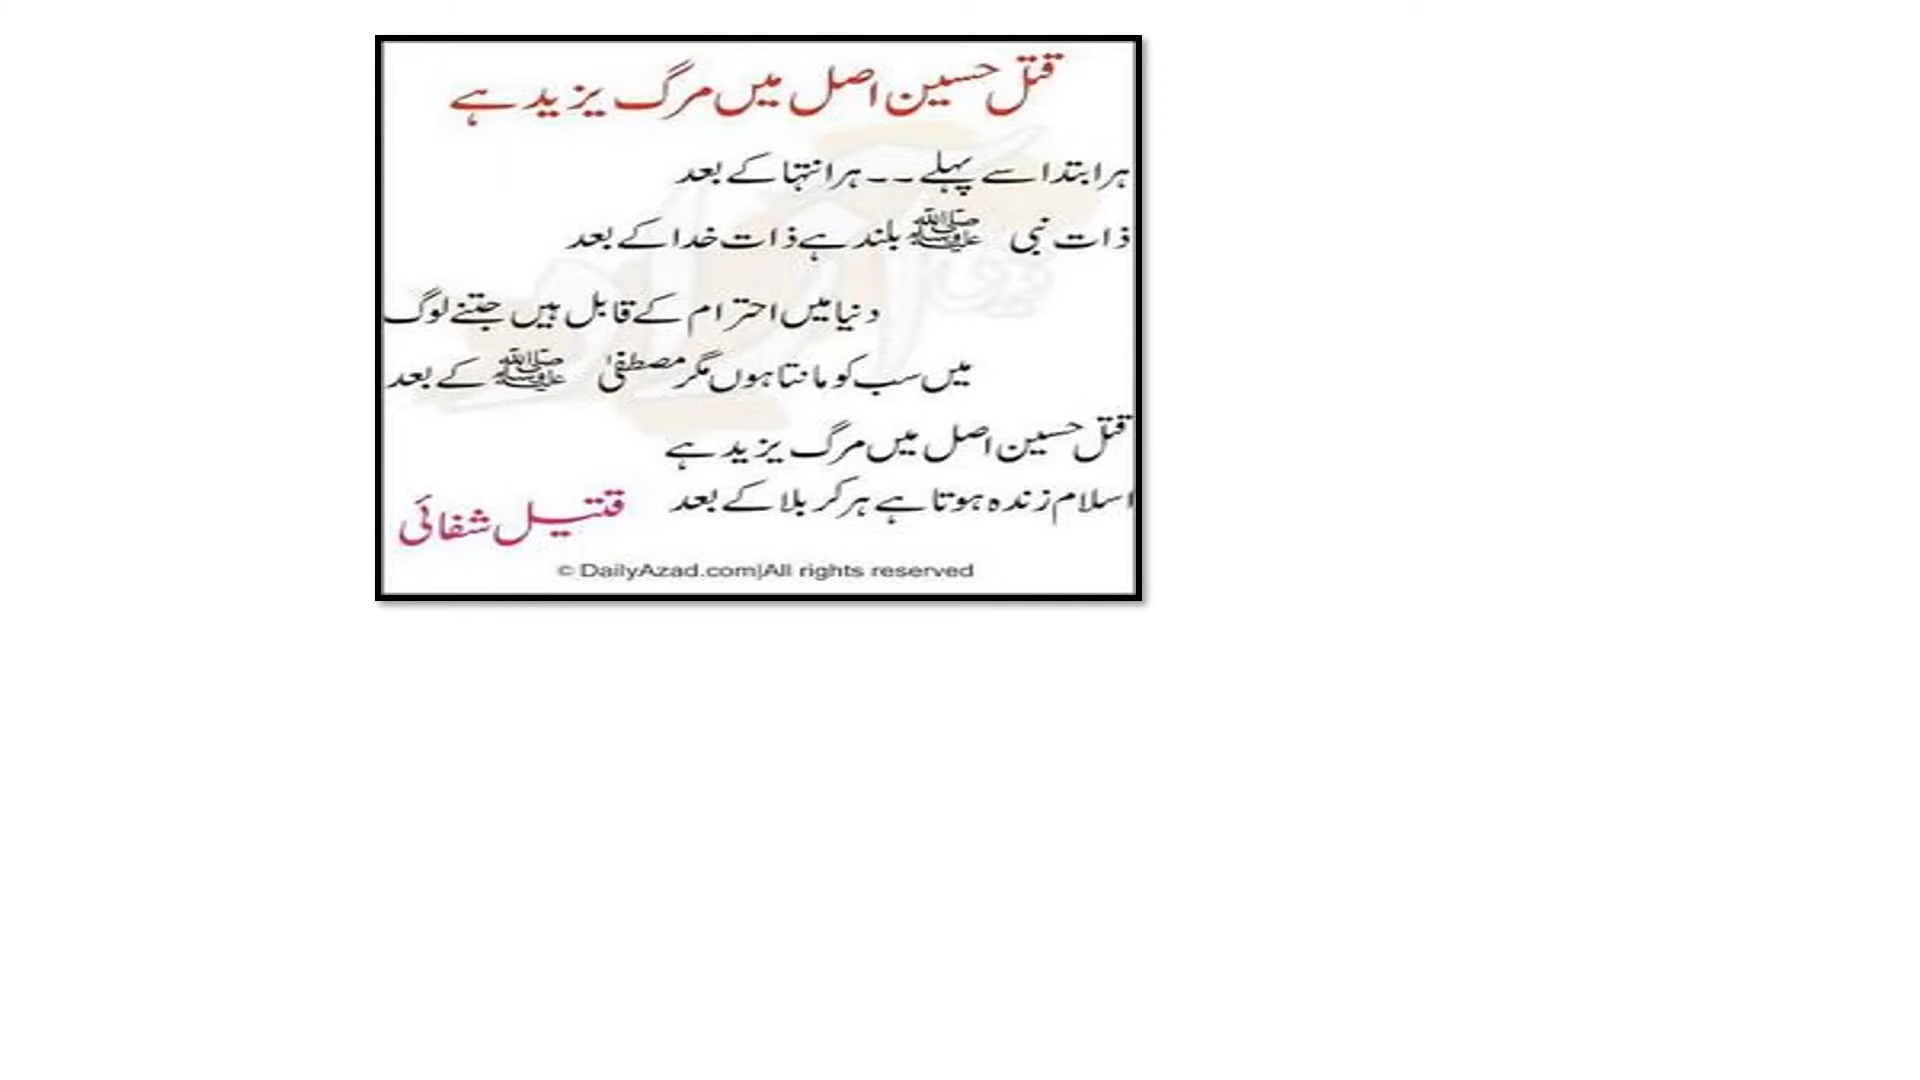 قتل حسین اصل میں مرگ یزید ہے
ہر ابتدا سے پہلے۔۔ ہر انتہا کے بعد
ذات نبی ﷺ بلند ہے ذات خدا کے بعد
دنیا میں احترام کے قابل ہیں جتنے لوگ
میں سب کو مانتا ہوں مگر مصطفیٰ ﷺ کے بعد
قتل حسین اصل میں مرگ یزید ہے
اسلام زندہ ہوتا ہے ہر کربلا کے بعد
قتیل شفائی
© DailyAzad.com|All rights reserved